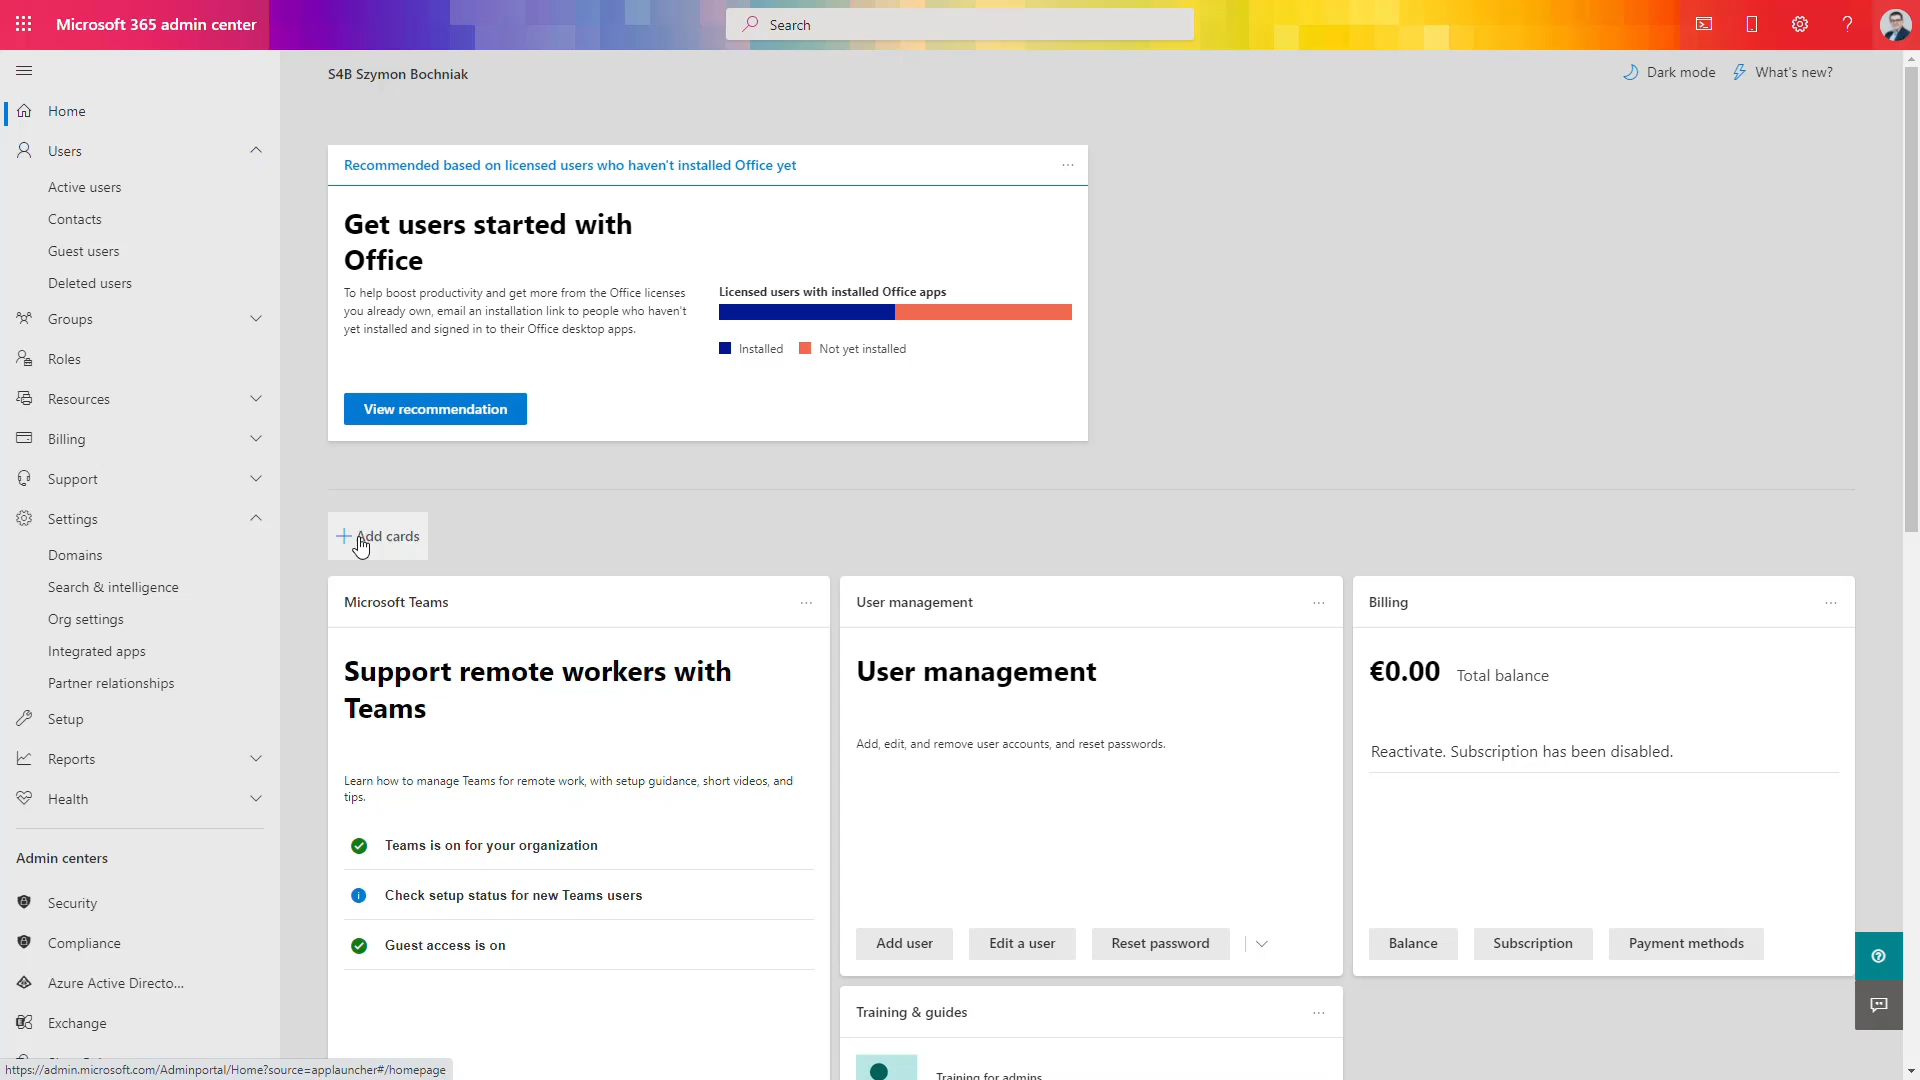 Microsoft 365 admin center
Search
S4B Szymon Bochniak
Dark mode
What's new?
Home
Users
Active users
Contacts
Guest users
Deleted users
Groups
Roles
Resources
Billing
Support
Settings
Domains
Search & intelligence
Org settings
Integrated apps
Partner relationships
Setup
Reports
Health
Admin centers
Security
Compliance
Azure Active Directo...
Exchange
https://admin.microsoft.com/Adminportal/Home?source=applauncher#/homepage
Recommended based on licensed users who haven't installed Office yet
Get users started with
Office
To help boost productivity and get more from the Office licenses
you already own, email an installation link to people who haven't
yet installed and signed in to their Office desktop apps.
Licensed users with installed Office apps
Installed
Not yet installed
View recommendation
Add cards
Microsoft Teams
Support remote workers with
Teams
Learn how to manage Teams for remote work, with setup guidance, short videos, and
tips.
Teams is on for your organization
Check setup status for new Teams users
Guest access is on
User management
User management
Add, edit, and remove user accounts, and reset passwords.
Add user
Edit a user
Reset password
Training & guides
Training for admins
Billing
€0.00 Total balance
Reactivate. Subscription has been disabled.
Balance
Subscription
Payment methods